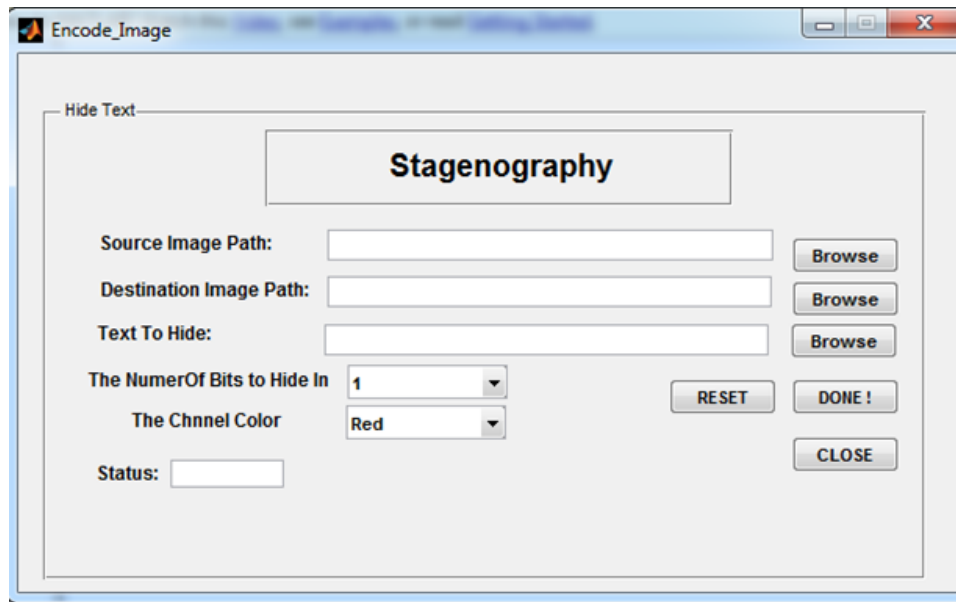 Encode_Image
Hide Text
Stagenography
Source Image Path:
Browse
Destination Image Path:
Browse
Text To Hide:
Browse
The NumerOf Bits to Hide In 1
RESET DONE !
The Chnnel Color Red
CLOSE
Status: